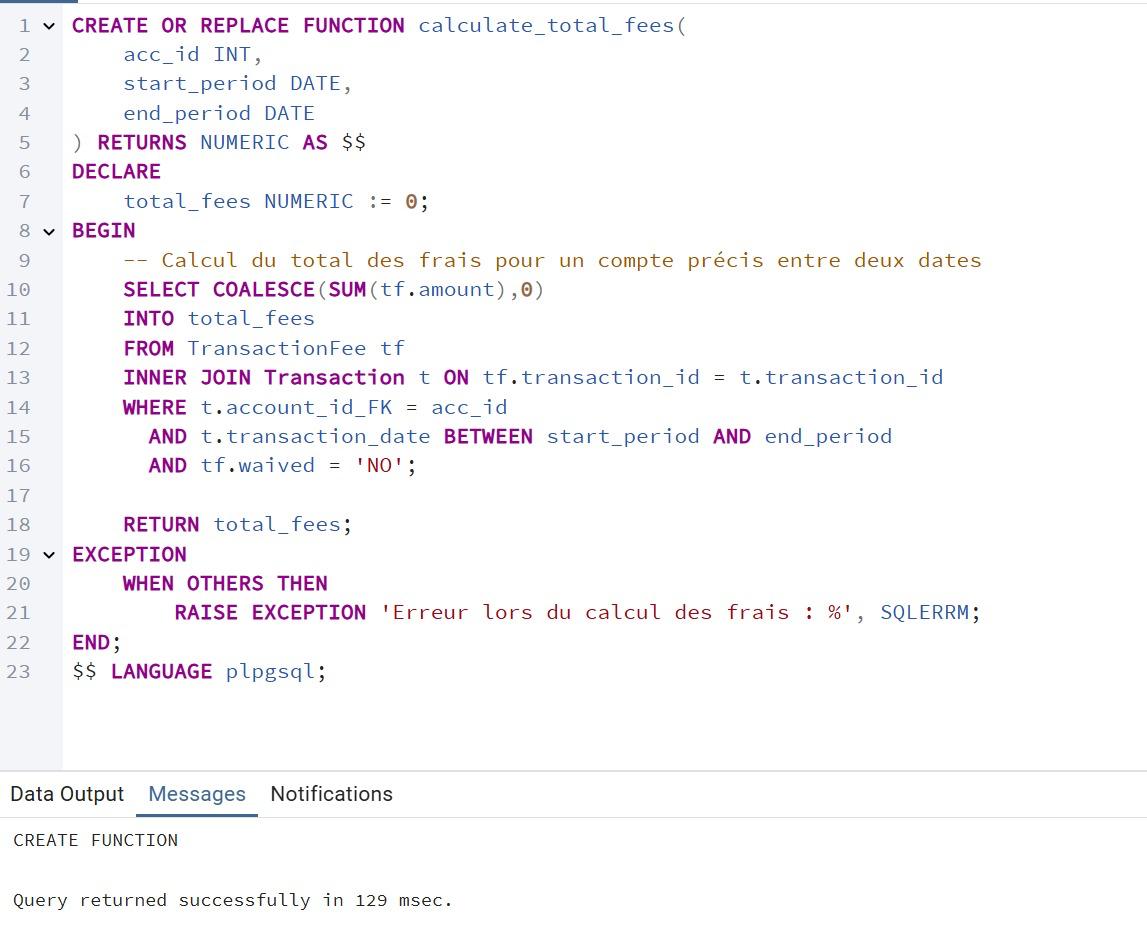 1 CREATE OR REPLACE FUNCTION calculate_total_fees(
2 acc_id INT,
3 start_period DATE,
4 end_period DATE
5 ) RETURNS NUMERIC AS $$
6 DECLARE
7 total_fees NUMERIC := 0;
8 BEGIN
9 -- Calcul du total des frais pour un compte précis entre deux dates
10 SELECT COALESCE(SUM(tf.amount),0)
11 INTO total_fees
12 FROM TransactionFee tf
13 INNER JOIN Transaction t ON tf.transaction_id = t.transaction_id
14 WHERE t.account_id_FK = acc_id
15 AND t.transaction_date BETWEEN start_period AND end_period
16 AND tf.waived = 'NO';
17
18 RETURN total_fees;
19 EXCEPTION
20 WHEN OTHERS THEN
21 RAISE EXCEPTION 'Erreur lors du calcul des frais : %', SQLERRM;
22 END;
23 $$ LANGUAGE plpgsql;
Data Output Messages Notifications
CREATE FUNCTION
Query returned successfully in 129 msec.